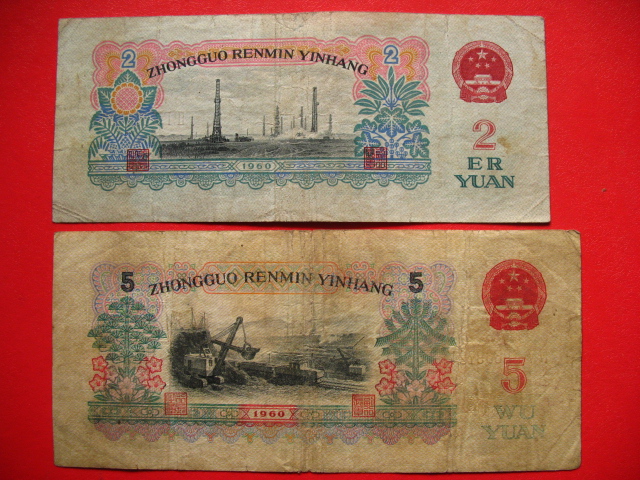 2 2
ZHONGGUO RENMIN YINHANG
2
ER
YUAN
1960
5 5
ZHONGGUO RENMIN YINHANG
5
WU
YUAN
1960